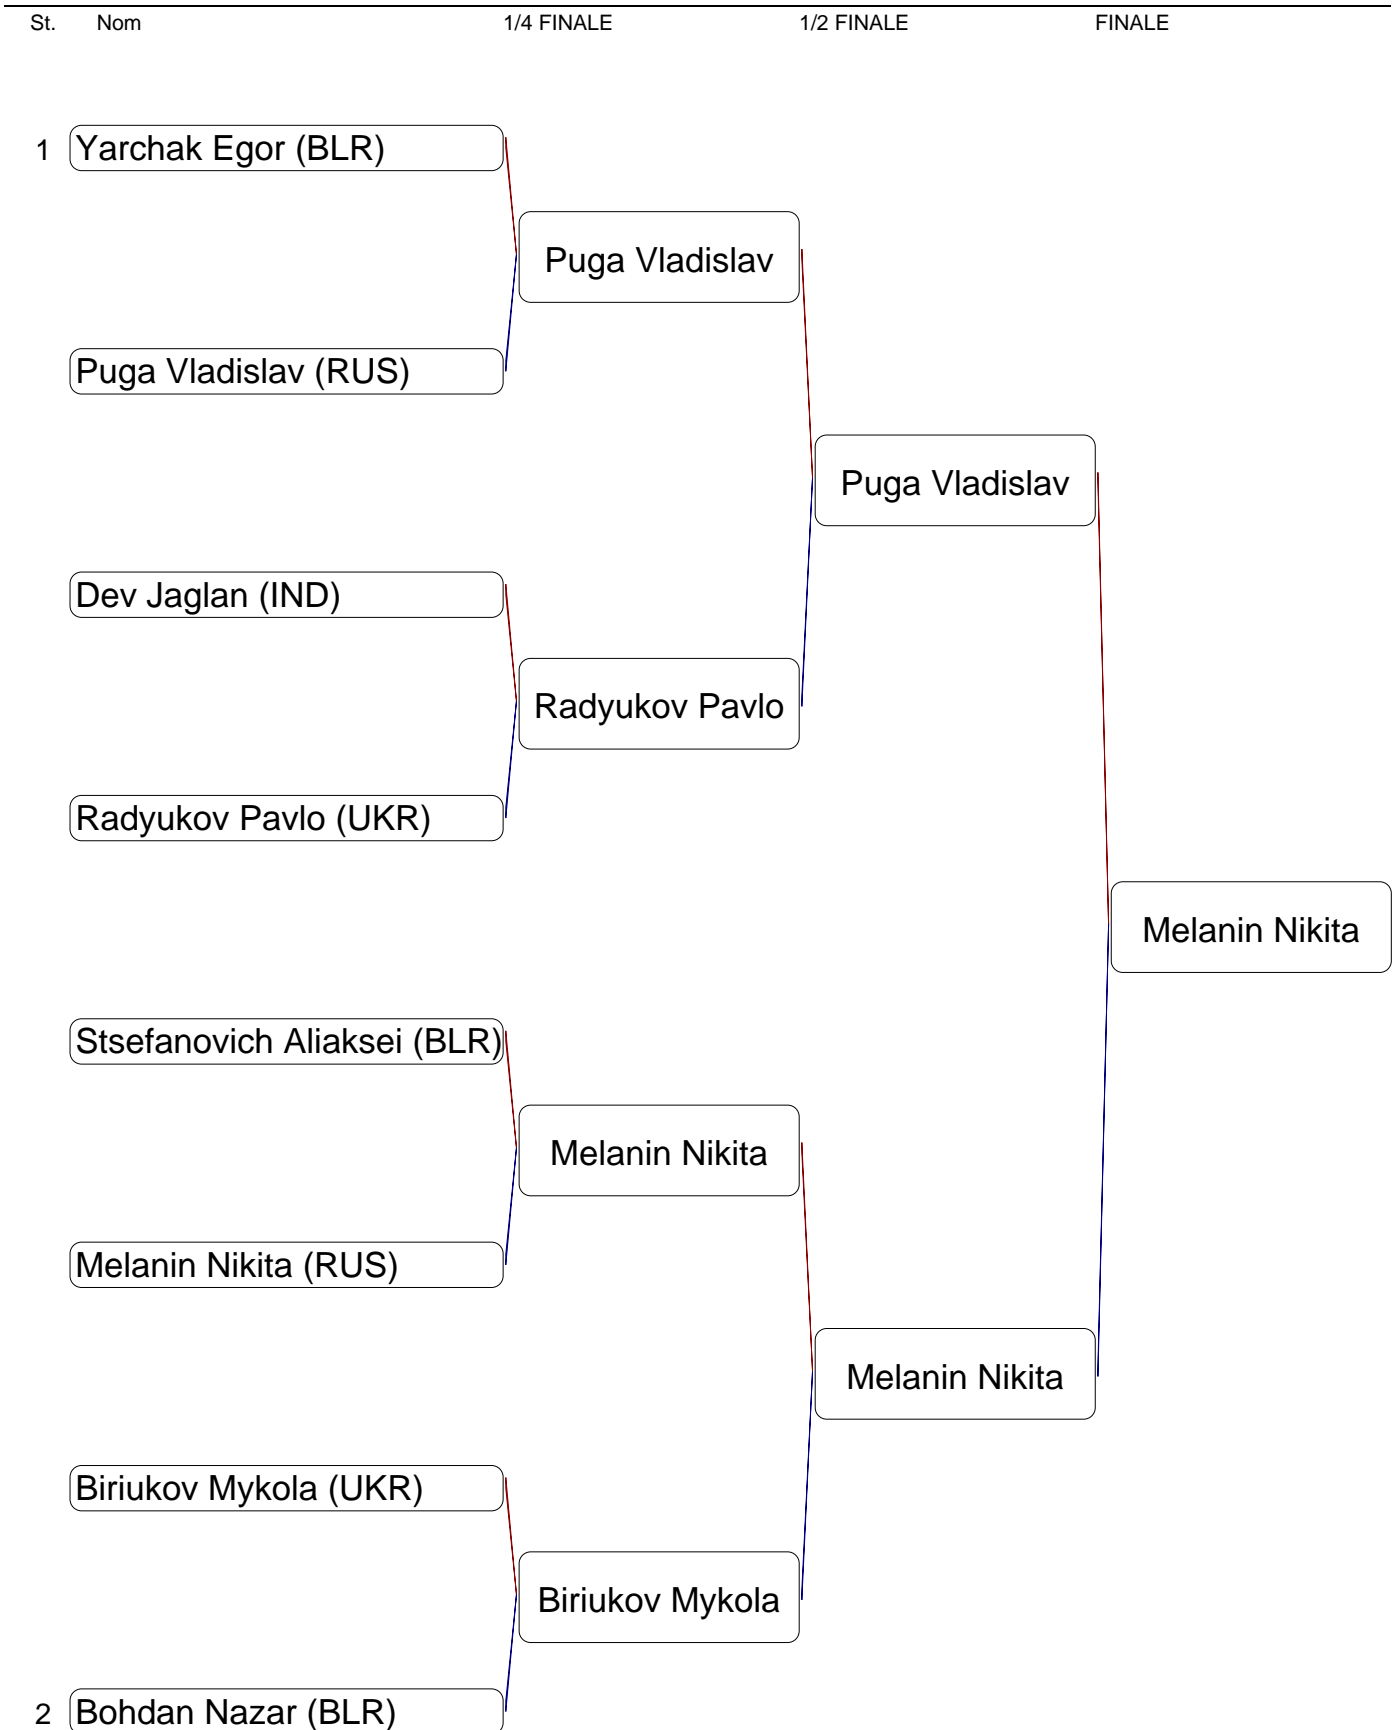 St. Nom 1/4 FINALE 1/2 FINALE FINALE
1 Yarchak Egor (BLR)
Puga Vladislav
Puga Vladislav (RUS)
Puga Vladislav
Dev Jaglan (IND)
Radyukov Pavlo
Radyukov Pavlo (UKR)
Melanin Nikita
Stsefanovich Aliaksei (BLR)
Melanin Nikita
Melanin Nikita (RUS)
Melanin Nikita
Biriukov Mykola (UKR)
Biriukov Mykola
2 Bohdan Nazar (BLR)